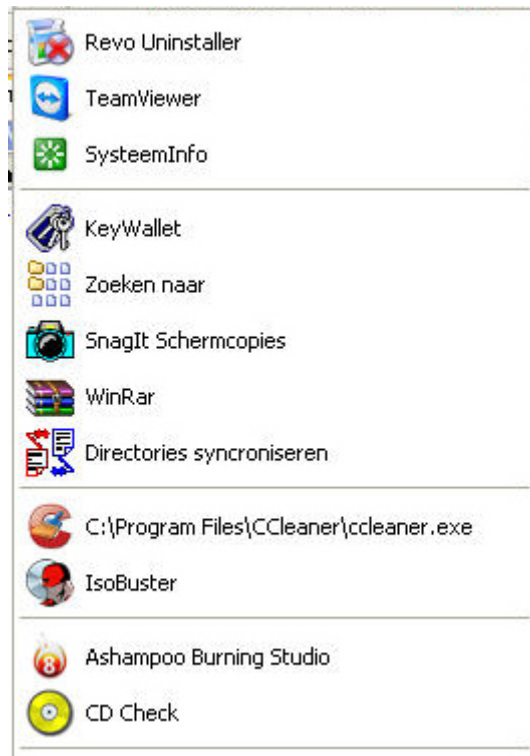 Revo Uninstaller
TeamViewer
SysteemInfo
KeyWallet
Zoeken naar
SnagIt Schermcopies
WinRar
Directories syncroniseren
C:\Program Files\CCleaner\ccleaner.exe
IsoBuster
8 Ashampoo Burning Studio
CD Check